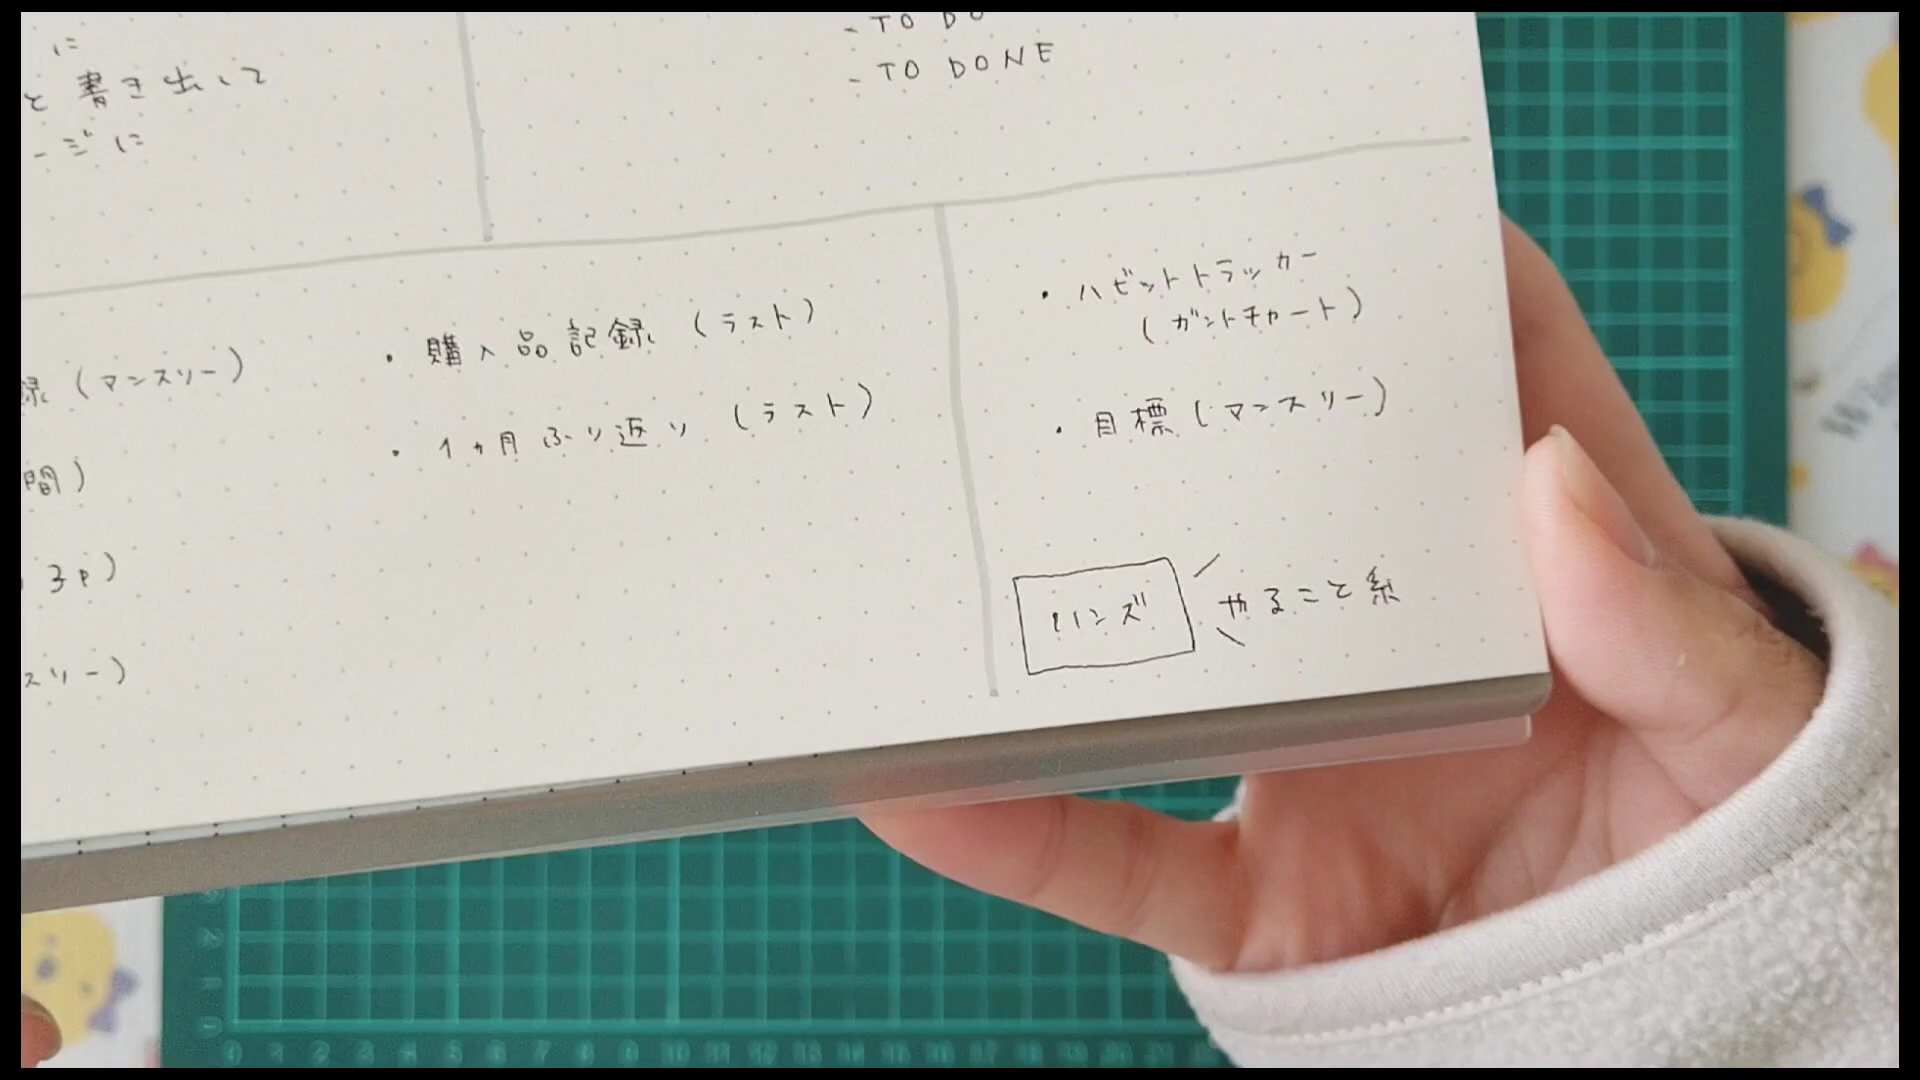 に
と書き出して
ージに
- TO DO
- TO DONE
録(マンスリー)
間)
3P)
スリー)
・購入品記録(ラスト)
・1ヵ月ふり返り(ラスト)
・ハビットトラッカー
(ガントチャート)
・目標(マンスリー)
やること系